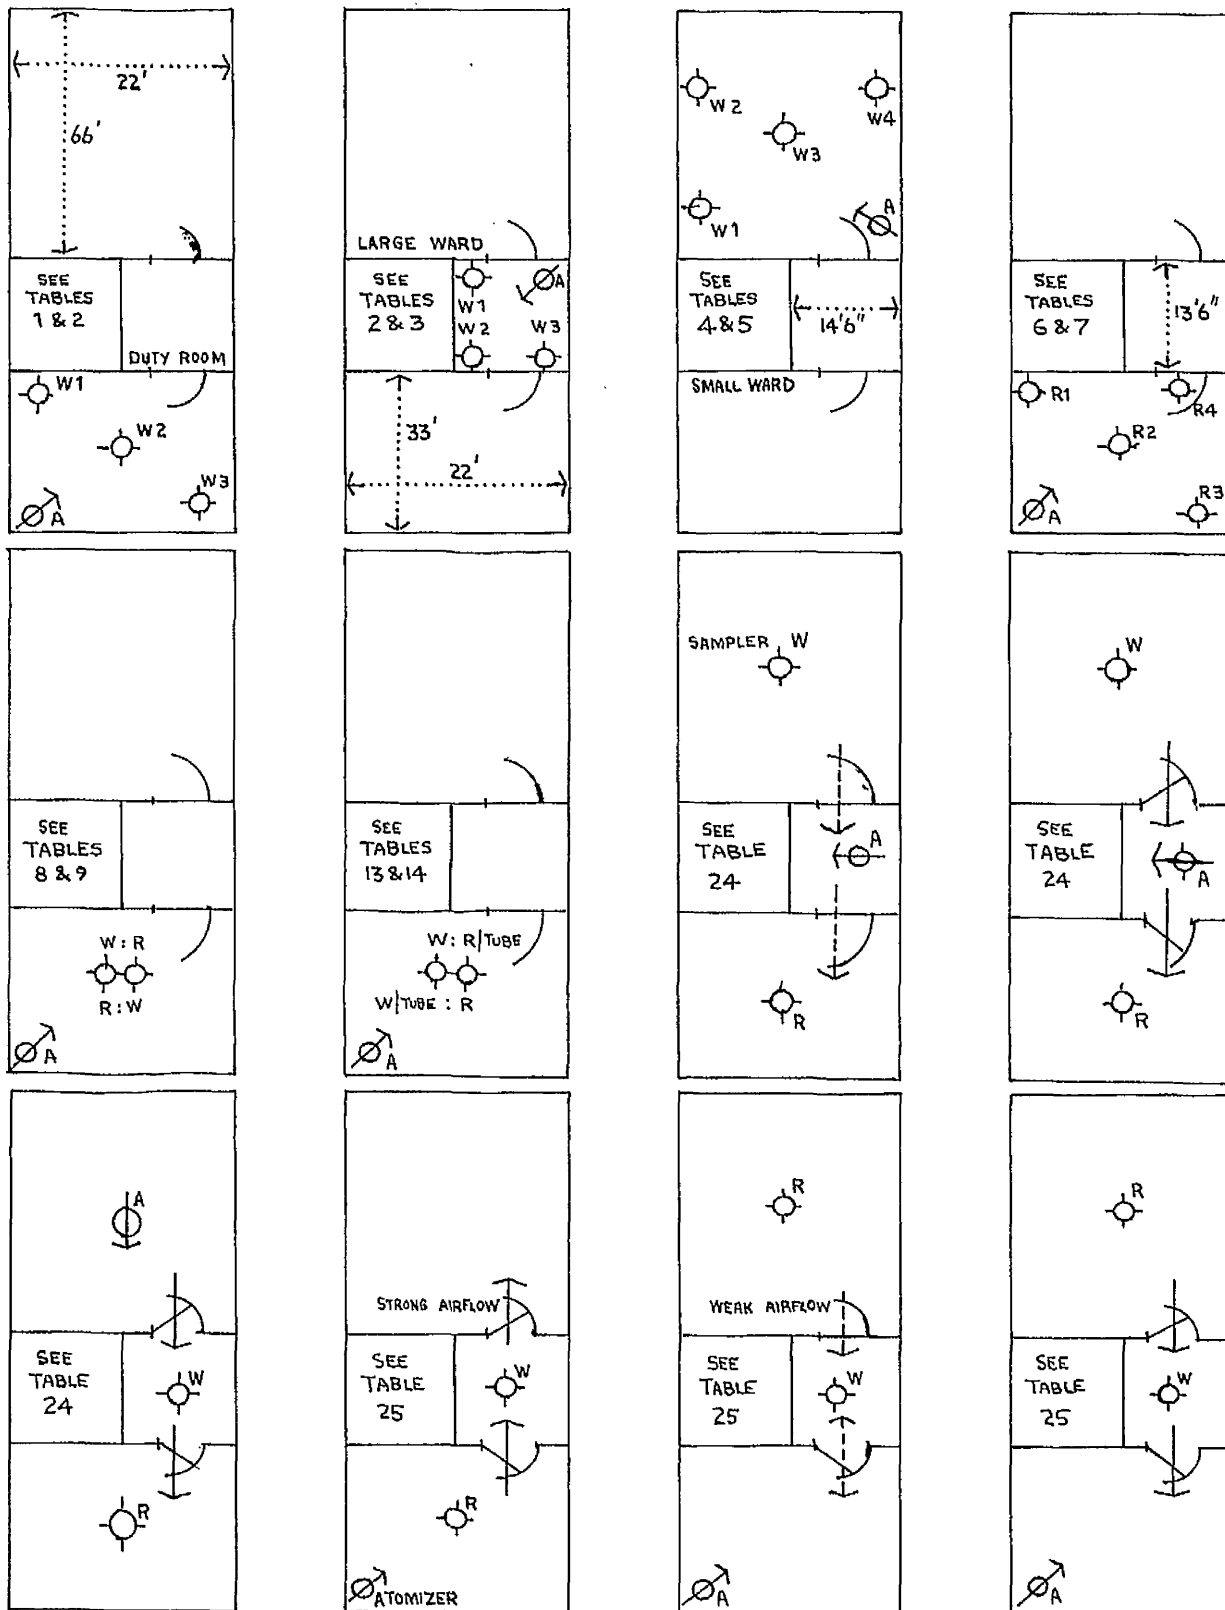 22'
66'
SEE
TABLES
1 & 2
DUTY ROOM
W1
W2
W3
A
LARGE WARD
SEE
TABLES
2 & 3
A
W1
W2
W3
33'
22'
W2
W4
W3
W1
A
SEE
TABLES
4 & 5
14'6"
SMALL WARD
SEE
TABLES
6 & 7
13'6"
R1
R4
R2
R3
A
SEE
TABLES
8 & 9
W : R
R : W
A
SEE
TABLES
13 & 14
W : R/TUBE
W/TUBE : R
A
SAMPLER W
SEE
TABLE
24
A
R
W
SEE
TABLE
24
A
R
A
SEE
TABLE
24
W
R
STRONG AIRFLOW
SEE
TABLE
25
W
R
A
ATOMIZER
R
WEAK AIRFLOW
SEE
TABLE
25
W
A
R
SEE
TABLE
25
W
A